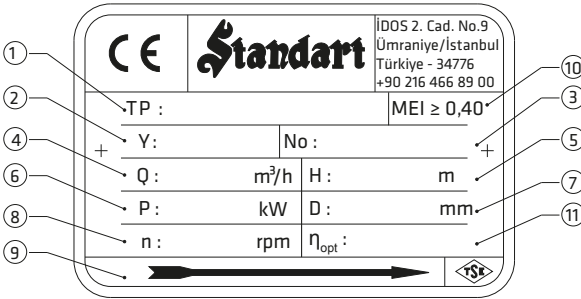 CE
Standart
İDOS 2. Cad. No.9
Ümraniye/İstanbul
Türkiye - 34776
+90 216 466 89 00
1
TP :
MEI ≥ 0,40
10
2
Y:
No :
3
4
Q :
m³/h
H :
m
5
6
P :
kW
D :
mm
7
8
n :
rpm
ηopt :
11
9
TSE